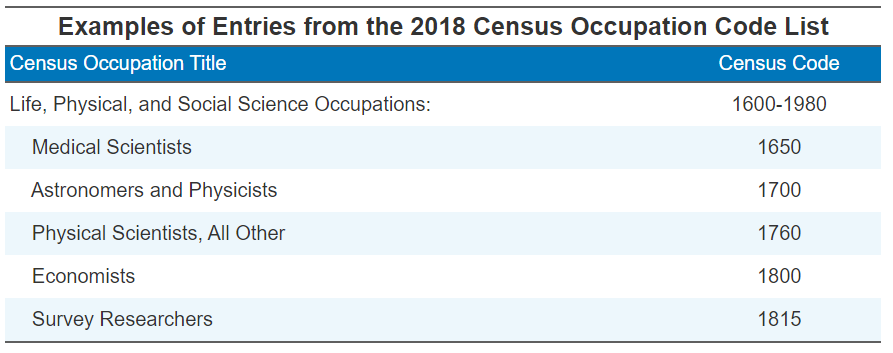 Examples of Entries from the 2018 Census Occupation Code List
Census Occupation Title Census Code
Life, Physical, and Social Science Occupations: 1600-1980
Medical Scientists 1650
Astronomers and Physicists 1700
Physical Scientists, All Other 1760
Economists 1800
Survey Researchers 1815